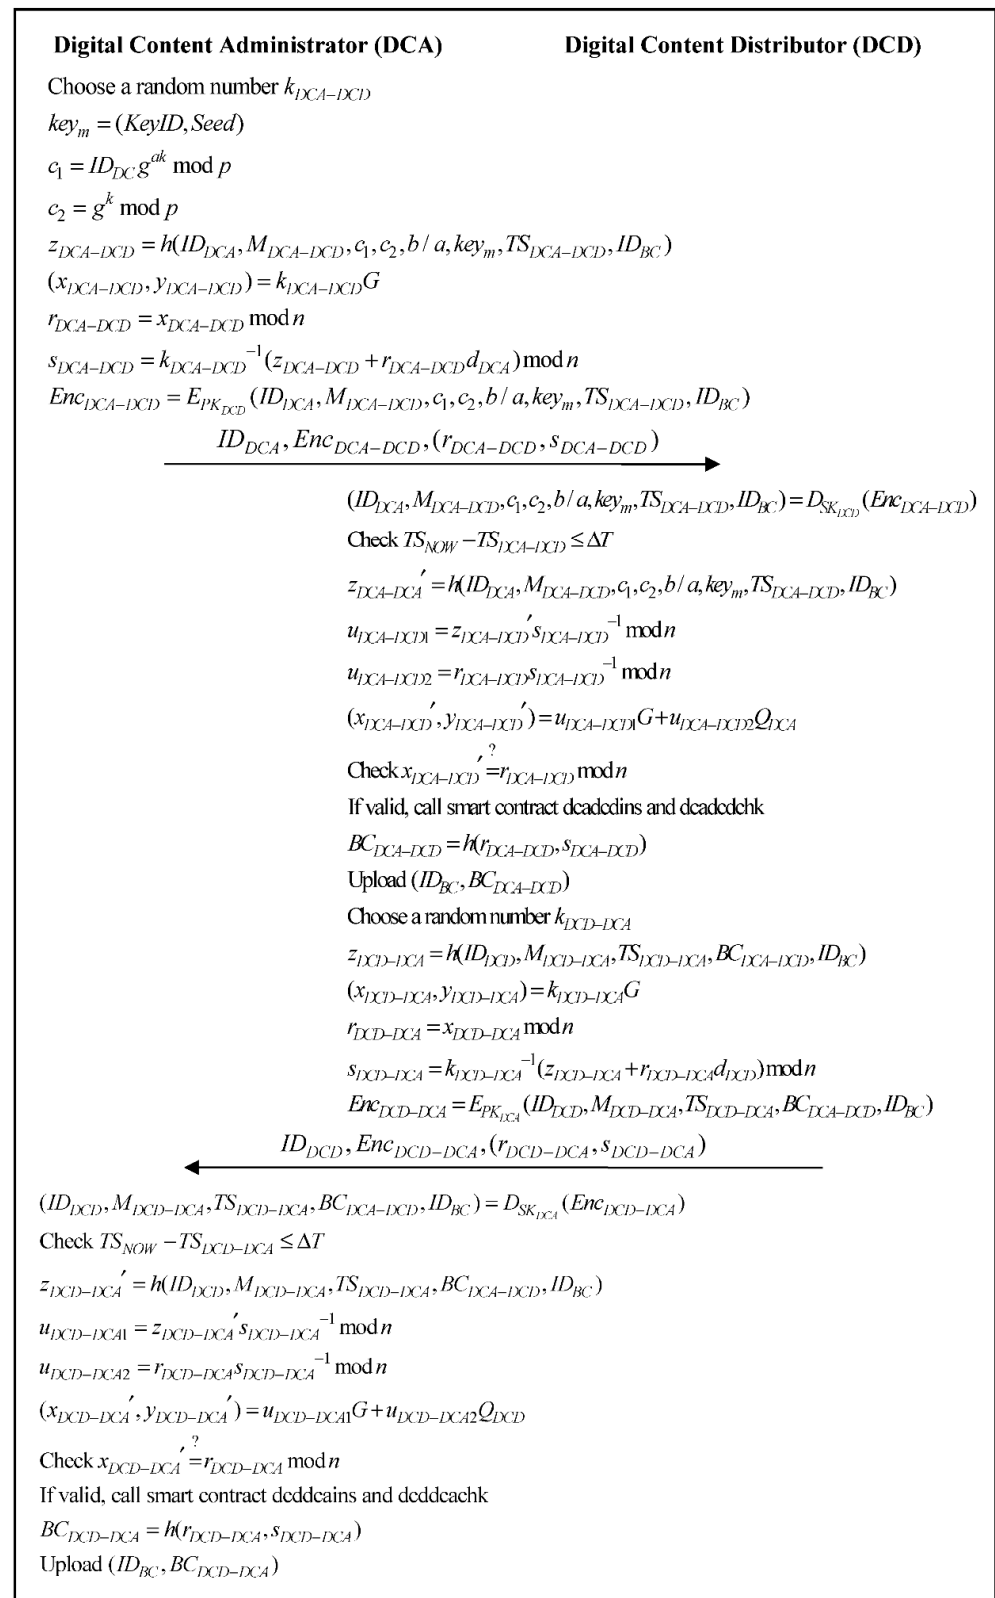 Digital Content Administrator (DCA) Digital Content Distributor (DCD)
Choose a random number k_{DCA-DCD}
key_m = (KeyID, Seed)
c_1 = ID_{DC} g^{ak} mod p
c_2 = g^k mod p
z_{DCA-DCD} = h(ID_{DCA}, M_{DCA-DCD}, c_1, c_2, b/a, key_m, TS_{DCA-DCD}, ID_{BC})
(x_{DCA-DCD}, y_{DCA-DCD}) = k_{DCA-DCD}G
r_{DCA-DCD} = x_{DCA-DCD} mod n
s_{DCA-DCD} = k_{DCA-DCD}^{-1}(z_{DCA-DCD} + r_{DCA-DCD}d_{DCA}) mod n
Enc_{DCA-DCD} = E_{PK_{DCD}}(ID_{DCA}, M_{DCA-DCD}, c_1, c_2, b/a, key_m, TS_{DCA-DCD}, ID_{BC})
ID_{DCA}, Enc_{DCA-DCD}, (r_{DCA-DCD}, s_{DCA-DCD})
(ID_{DCA}, M_{DCA-DCD}, c_1, c_2, b/a, key_m, TS_{DCA-DCD}, ID_{BC}) = D_{SK_{DCD}}(Enc_{DCA-DCD})
Check TS_{NOW} − TS_{DCA-DCD} ≤ ΔT
z_{DCA-DCA}' = h(ID_{DCA}, M_{DCA-DCD}, c_1, c_2, b/a, key_m, TS_{DCA-DCD}, ID_{BC})
u_{DCA-DCD1} = z_{DCA-DCD}' s_{DCA-DCD}^{-1} mod n
u_{DCA-DCD2} = r_{DCA-DCD} s_{DCA-DCD}^{-1} mod n
(x_{DCA-DCD}', y_{DCA-DCD}') = u_{DCA-DCD1}G + u_{DCA-DCD2}Q_{DCA}
Check x_{DCA-DCD}' =? r_{DCA-DCD} mod n
If valid, call smart contract dcadcdins and dcadcdchk
BC_{DCA-DCD} = h(r_{DCA-DCD}, s_{DCA-DCD})
Upload (ID_{BC}, BC_{DCA-DCD})
Choose a random number k_{DCD-DCA}
z_{DCD-DCA} = h(ID_{DCD}, M_{DCD-DCA}, TS_{DCD-DCA}, BC_{DCA-DCD}, ID_{BC})
(x_{DCD-DCA}, y_{DCD-DCA}) = k_{DCD-DCA}G
r_{DCD-DCA} = x_{DCD-DCA} mod n
s_{DCD-DCA} = k_{DCD-DCA}^{-1}(z_{DCD-DCA} + r_{DCD-DCA}d_{DCD}) mod n
Enc_{DCD-DCA} = E_{PK_{DCA}}(ID_{DCD}, M_{DCD-DCA}, TS_{DCD-DCA}, BC_{DCA-DCD}, ID_{BC})
ID_{DCD}, Enc_{DCD-DCA}, (r_{DCD-DCA}, s_{DCD-DCA})
(ID_{DCD}, M_{DCD-DCA}, TS_{DCD-DCA}, BC_{DCA-DCD}, ID_{BC}) = D_{SK_{DCA}}(Enc_{DCD-DCA})
Check TS_{NOW} − TS_{DCD-DCA} ≤ ΔT
z_{DCD-DCA}' = h(ID_{DCD}, M_{DCD-DCA}, TS_{DCD-DCA}, BC_{DCA-DCD}, ID_{BC})
u_{DCD-DCA1} = z_{DCD-DCA}' s_{DCD-DCA}^{-1} mod n
u_{DCD-DCA2} = r_{DCD-DCA} s_{DCD-DCA}^{-1} mod n
(x_{DCD-DCA}', y_{DCD-DCA}') = u_{DCD-DCA1}G + u_{DCD-DCA2}Q_{DCD}
Check x_{DCD-DCA}' =? r_{DCD-DCA} mod n
If valid, call smart contract dcddcains and dcddcachk
BC_{DCD-DCA} = h(r_{DCD-DCA}, s_{DCD-DCA})
Upload (ID_{BC}, BC_{DCD-DCA})